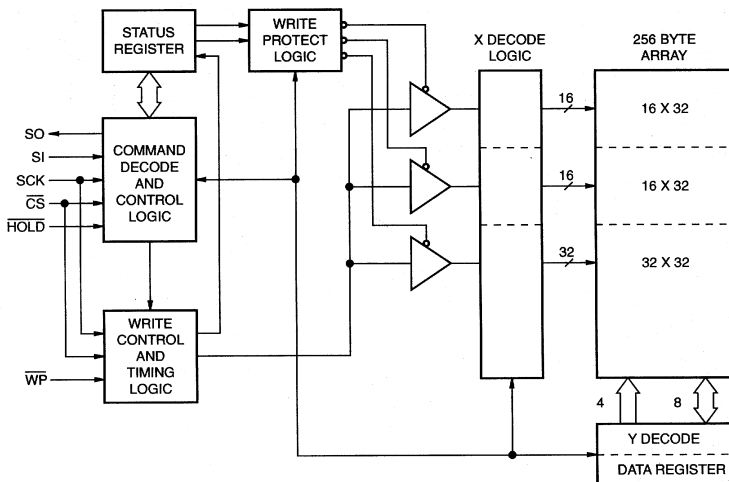 STATUS
REGISTER
WRITE
PROTECT
LOGIC
X DECODE
LOGIC
256 BYTE
ARRAY
SO
SI
SCK
CS
HOLD
WP
COMMAND
DECODE
AND
CONTROL
LOGIC
WRITE
CONTROL
AND
TIMING
LOGIC
16
16 X 32
16
16 X 32
32
32 X 32
4
8
Y DECODE
DATA REGISTER